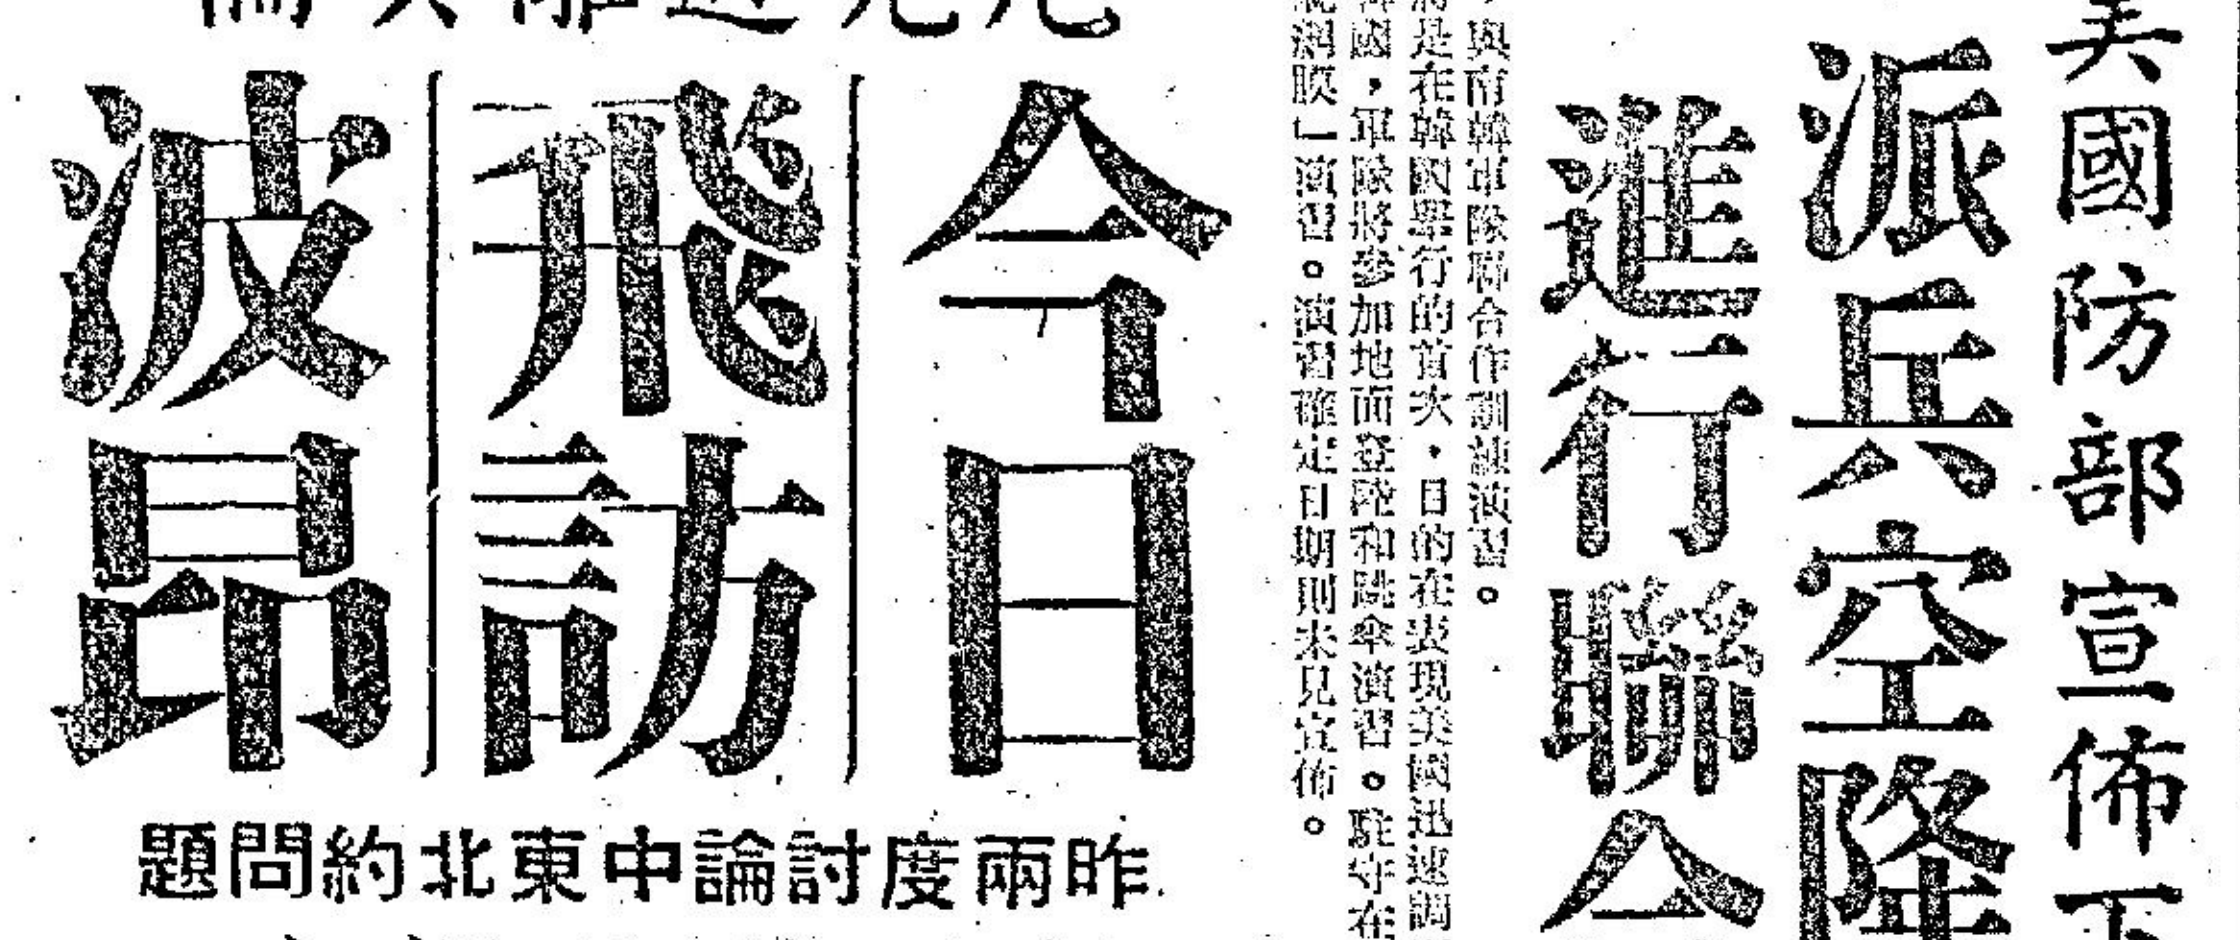 美國防部宣佈下
派兵空降
進行聯合
與南韓軍隊聯合作訓練演習。
是在韓國舉行的首次，目的在表現美國迅速調
國，軍隊將參加地面登陸和跳傘演習。駐守在
網膜」演習。演習確定日期則未見宣佈。
今日
飛訪
波昂
昨兩度討論中東北約問題